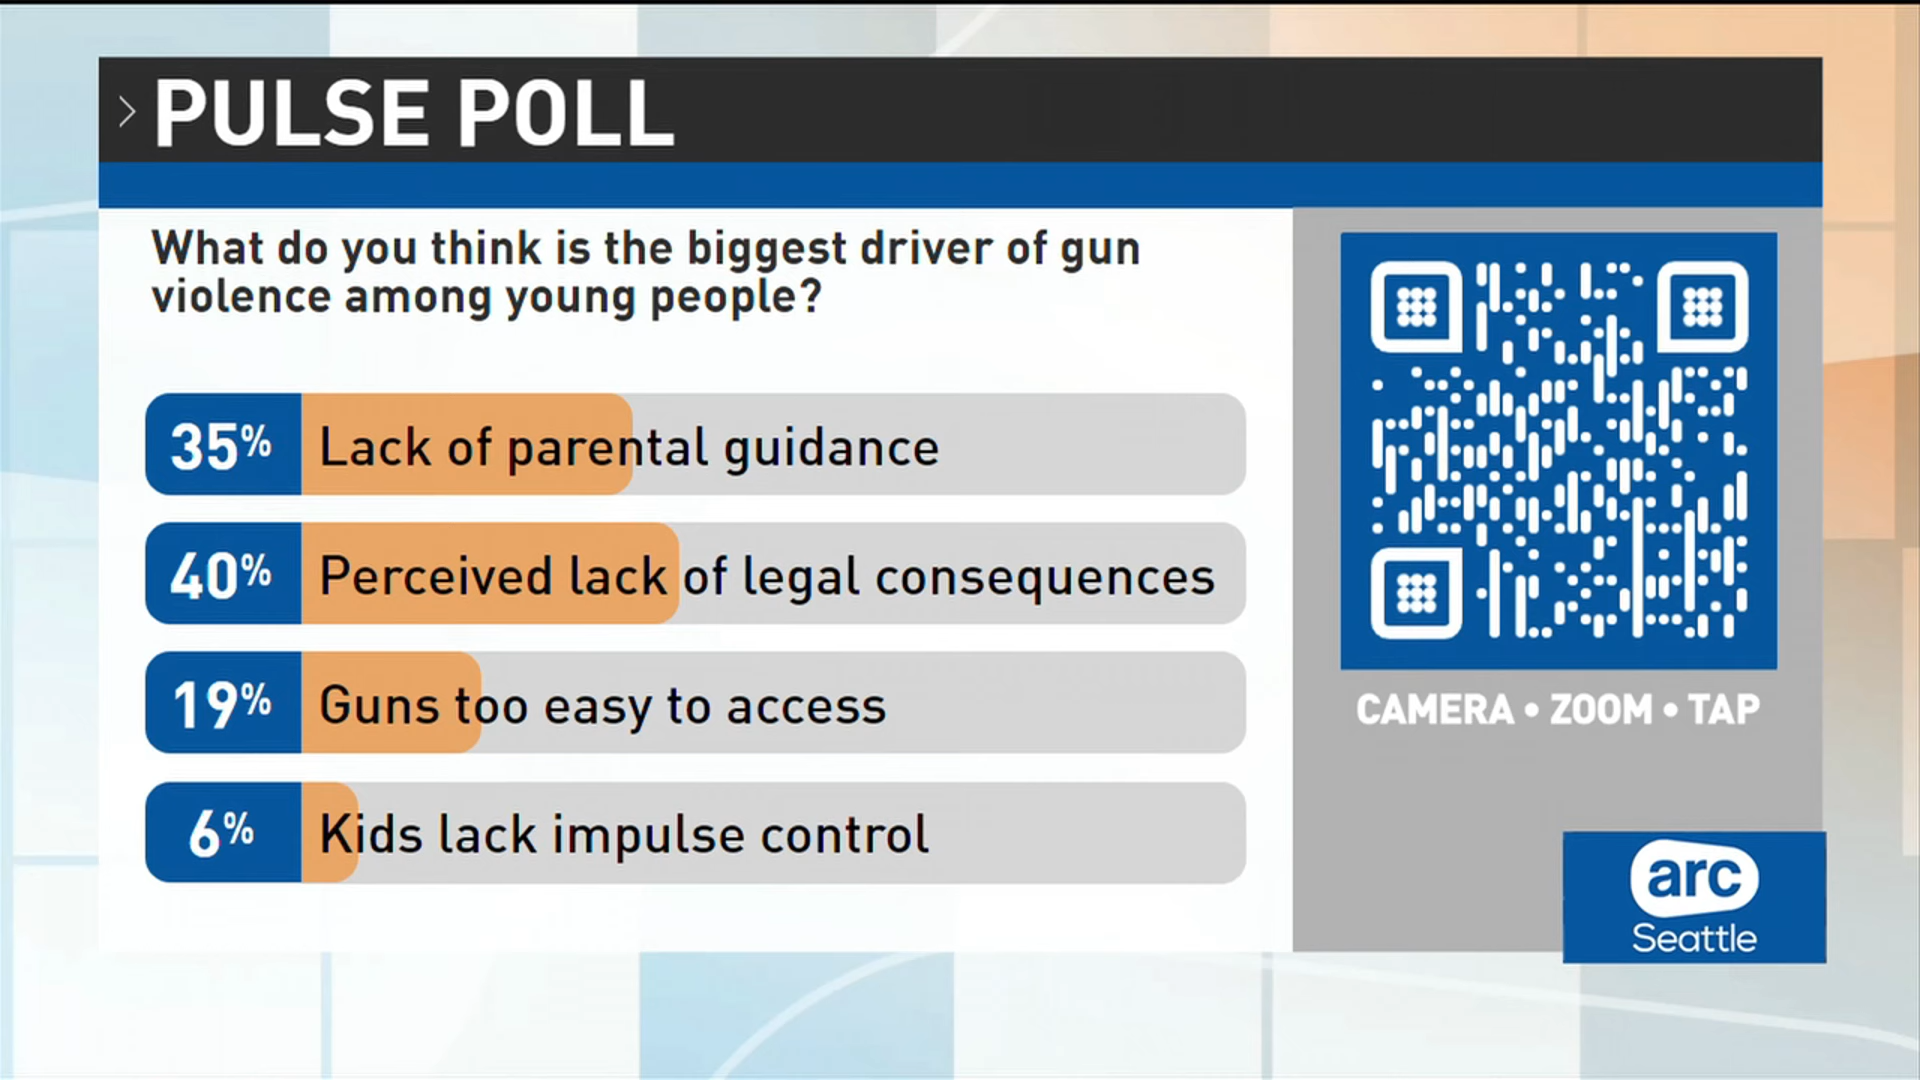 PULSE POLL
What do you think is the biggest driver of gun
violence among young people?
35% Lack of parental guidance
40% Perceived lack of legal consequences
19% Guns too easy to access
6% Kids lack impulse control
CAMERA • ZOOM • TAP
arc
Seattle